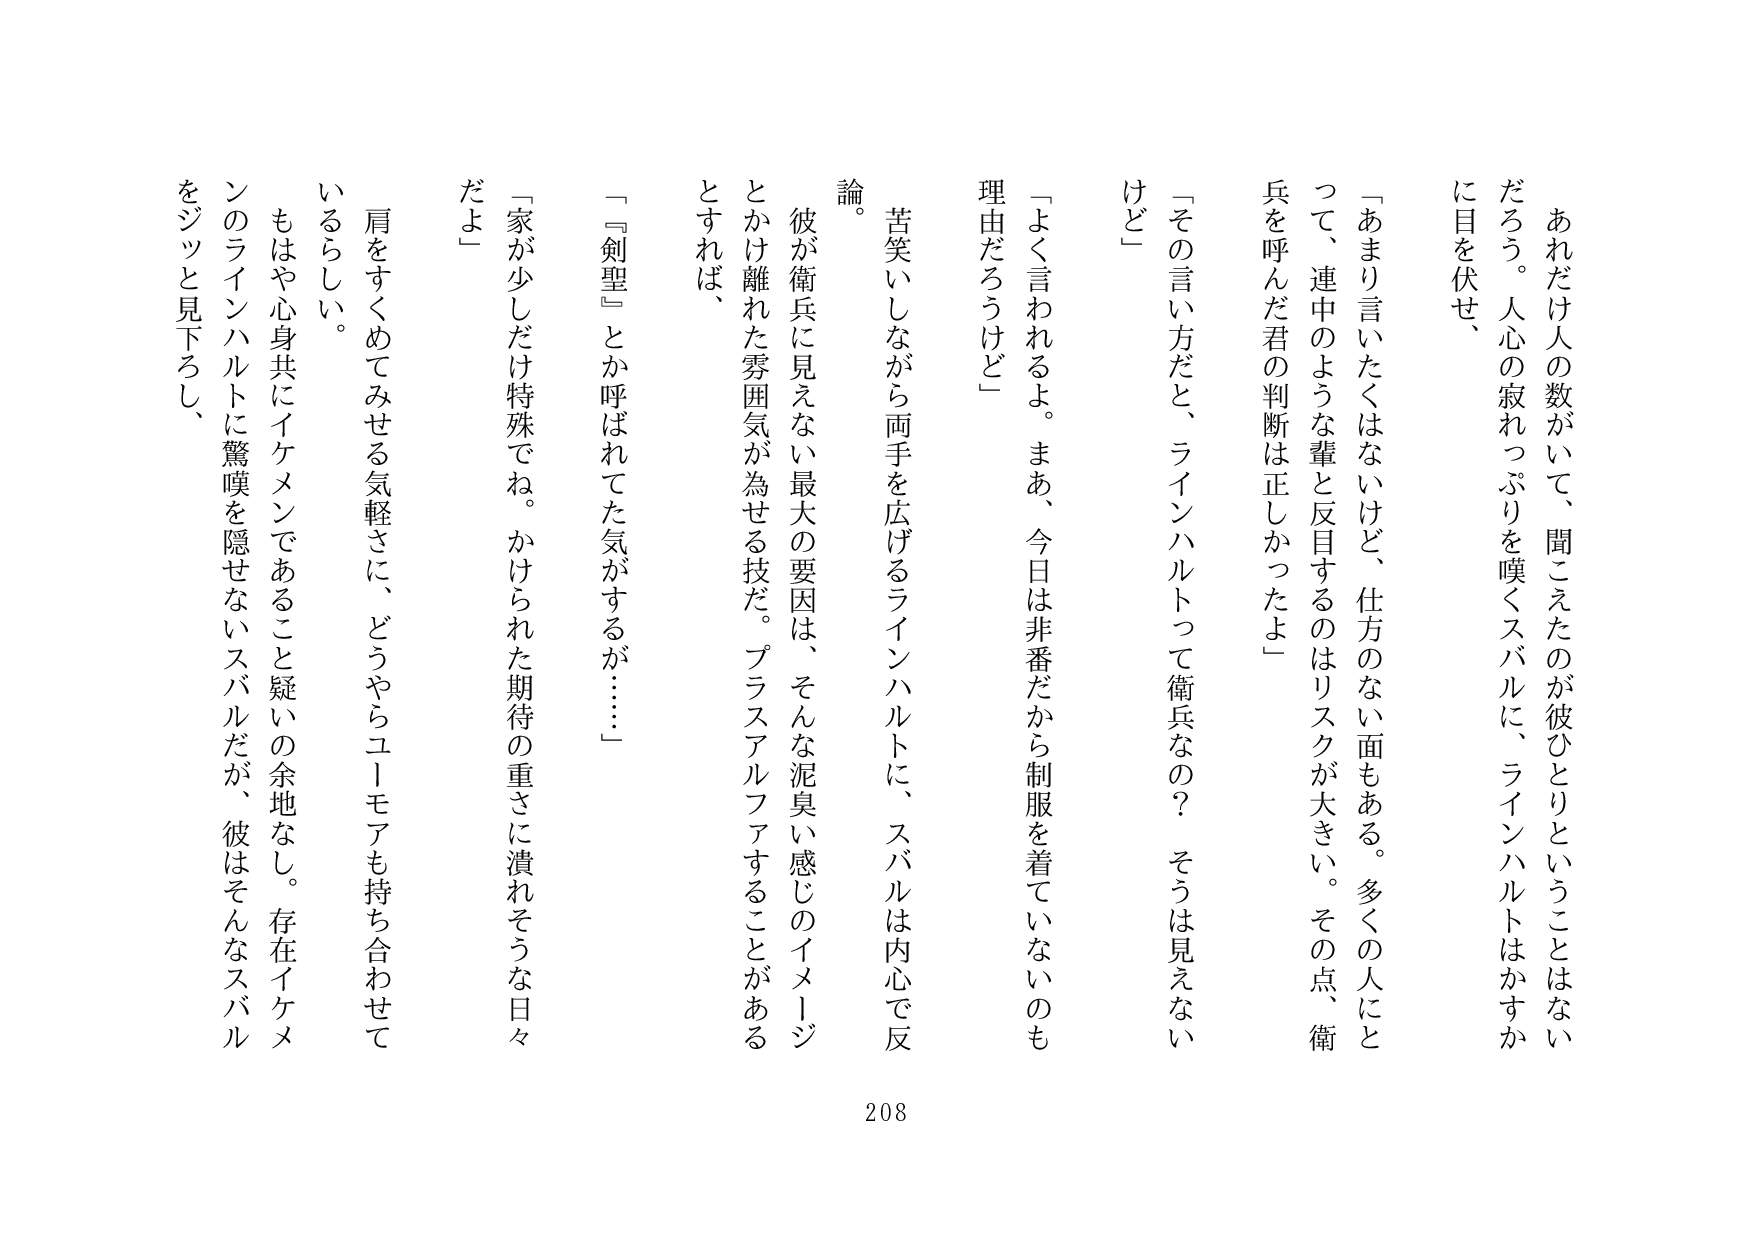 あれだけ人の数がいて、聞こえたのが彼ひとりということはない
だろう。人心の寂れっぷりを嘆くスバルに、ラインハルトはかすか
に目を伏せ、
「あまり言いたくはないけど、仕方のない面もある。多くの人にと
って、連中のような輩と反目するのはリスクが大きい。その点、衛
兵を呼んだ君の判断は正しかったよ」
「その言い方だと、ラインハルトって衛兵なの？　そうは見えない
けど」
「よく言われるよ。まあ、今日は非番だから制服を着ていないのも
理由だろうけど」
　苦笑いしながら両手を広げるラインハルトに、スバルは内心で反
論。
　彼が衛兵に見えない最大の要因は、そんな泥臭い感じのイメージ
とかけ離れた雰囲気が為せる技だ。プラスアルファすることがある
とすれば、
「『剣聖』とか呼ばれてた気がするが……」
「家が少しだけ特殊でね。かけられた期待の重さに潰れそうな日々
だよ」
　肩をすくめてみせる気軽さに、どうやらユーモアも持ち合わせて
いるらしい。
　もはや心身共にイケメンであること疑いの余地なし。存在イケメ
ンのラインハルトに驚嘆を隠せないスバルだが、彼はそんなスバル
をジッと見下ろし、
208